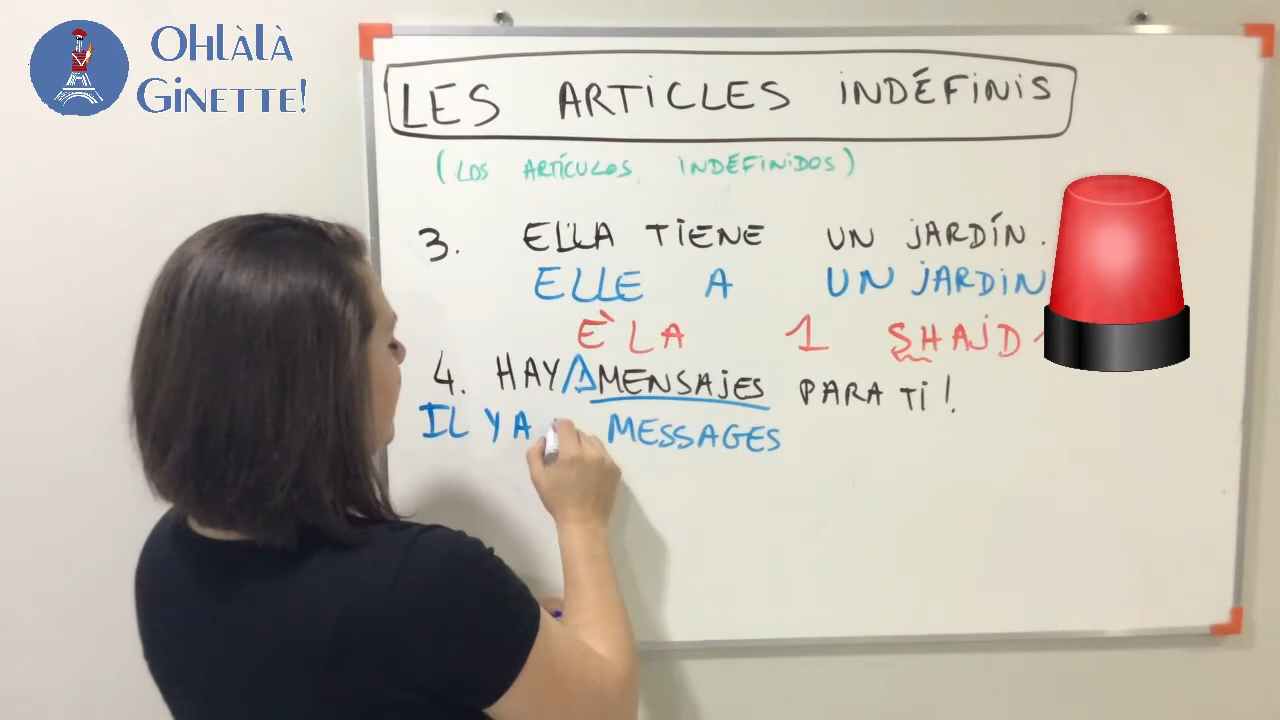 OHLÀLÀ
GINETTE!
LES ARTICLES INDÉFINIS
(LOS ARTÍCULOS INDEFINIDOS)
3. ELLA TIENE UN JARDÍN.
ELLE A UN JARDIN
È LA 1 SHAJD
4. HAY MENSAJES PARA TI!
IL Y A MESSAGES